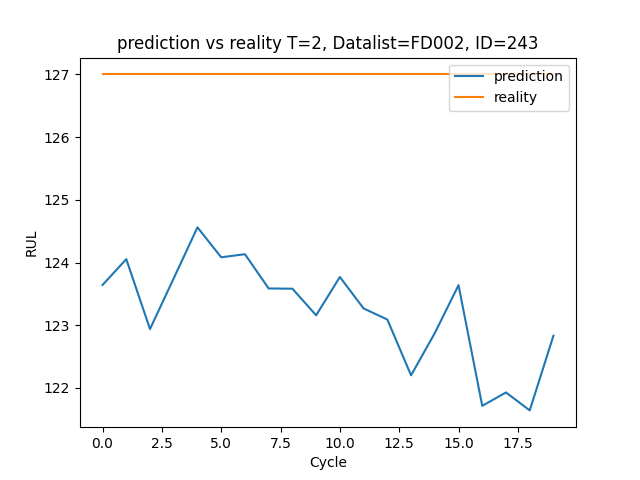 prediction vs reality T=2, Datalist=FD002, ID=243
127
126
125
124
123
122
RUL
prediction
reality
0.0 2.5 5.0 7.5 10.0 12.5 15.0 17.5
Cycle